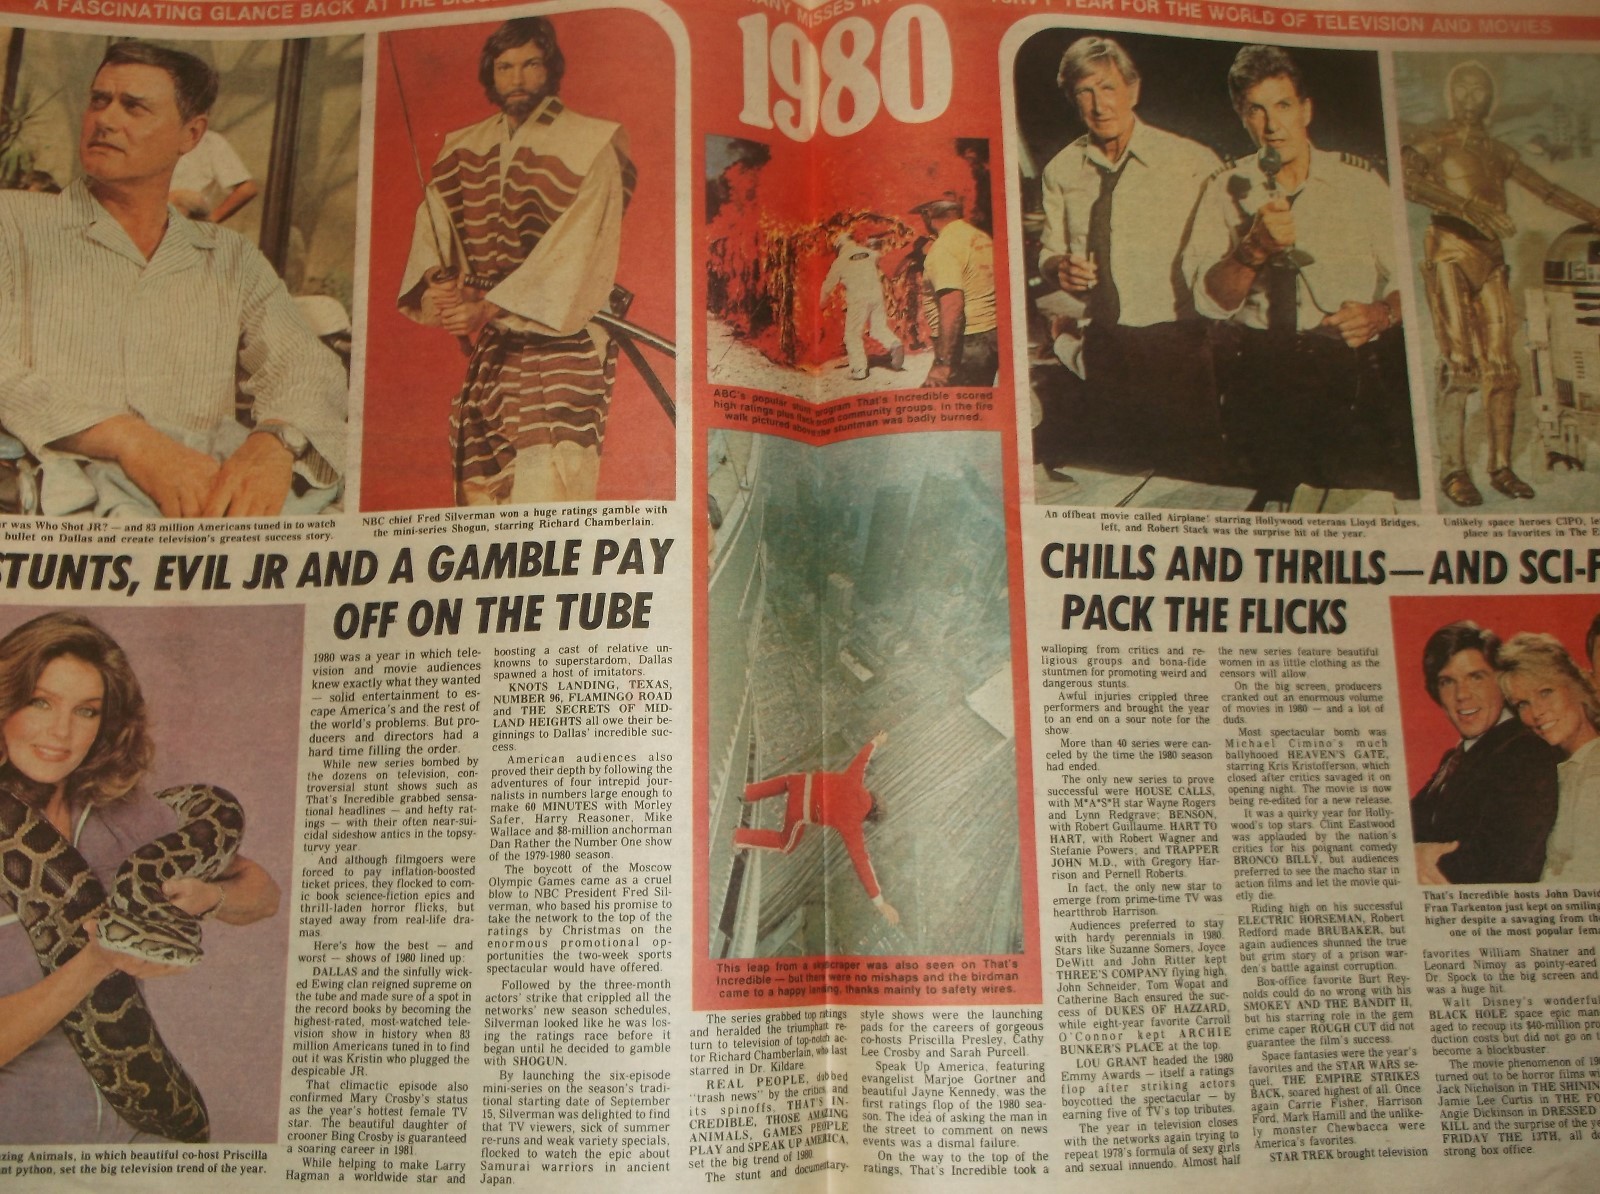 A FASCINATING GLANCE BACK AT THE
MANY MISSES IN
YEAR FOR THE WORLD OF TELEVISION AND MOVIES
1980
r was Who Shot JR? — and 83 million Americans tuned in to watch
bullet on Dallas and create television's greatest success story.
NBC chief Fred Silverman won a huge ratings gamble with
the mini-series Shogun, starring Richard Chamberlain.
STUNTS, EVIL JR AND A GAMBLE PAY
OFF ON THE TUBE
1980 was a year in which tele-
vision and movie audiences
knew exactly what they wanted
— solid entertainment to es-
cape America's and the rest of
the world's problems. But pro-
ducers and directors had a
hard time filling the order.
While new series bombed by
the dozens on television, con-
troversial stunt shows such as
That's Incredible grabbed sensa-
tional headlines — and hefty rat-
ings — with their often near-sui-
cidal sideshow antics in the topsy-
turvy year.
And although filmgoers were
forced to pay inflation-boosted
ticket prices, they flocked to com-
ic book science-fiction epics and
thrill-laden horror flicks, but
stayed away from real-life dra-
mas.
Here's how the best — and
worst — shows of 1980 lined up:
DALLAS and the sinfully wick-
ed Ewing clan reigned supreme on
the tube and made sure of a spot in
the record books by becoming the
highest-rated, most-watched tele-
vision show in history when 83
million Americans tuned in to find
out it was Kristin who plugged the
despicable JR.
That climactic episode also
confirmed Mary Crosby's status
as the year's hottest female TV
star. The beautiful daughter of
crooner Bing Crosby is guaranteed
a soaring career in 1981.
While helping to make Larry
Hagman a worldwide star and
boosting a cast of relative un-
knowns to superstardom, Dallas
spawned a host of imitators.
KNOTS LANDING, TEXAS,
NUMBER 96, FLAMINGO ROAD
and THE SECRETS OF MID-
LAND HEIGHTS all owe their be-
ginnings to Dallas' incredible suc-
cess.
American audiences also
proved their depth by following the
adventures of four intrepid jour-
nalists in numbers large enough to
make 60 MINUTES with Morley
Safer, Harry Reasoner, Mike
Wallace and $8-million anchorman
Dan Rather the Number One show
of the 1979-1980 season.
The boycott of the Moscow
Olympic Games came as a cruel
blow to NBC President Fred Sil-
verman, who based his promise to
take the network to the top of the
ratings by Christmas on the
enormous promotional op-
portunities the two-week sports
spectacular would have offered.
Followed by the three-month
actors' strike that crippled all the
networks' new season schedules,
Silverman looked like he was los-
ing the ratings race before it
began until he decided to gamble
with SHOGUN.
By launching the six-episode
mini-series on the season's tradi-
tional starting date of September
15, Silverman was delighted to find
that TV viewers, sick of summer
re-runs and weak variety specials,
flocked to watch the epic about
Samurai warriors in ancient
Japan.
zing Animals, in which beautiful co-host Priscilla
nt python, set the big television trend of the year.
ABC's popular stunt program That's Incredible scored
high ratings plus flack from community groups. In the fire
walk pictured above the stuntman was badly burned.
This leap from a skyscraper was also seen on That's
Incredible — but there were no mishaps and the birdman
came to a happy landing, thanks mainly to safety wires.
The series grabbed top ratings
and heralded the triumphant re-
turn to television of top-notch ac-
tor Richard Chamberlain, who last
starred in Dr. Kildare.
REAL PEOPLE, dubbed
"trash news" by the critics and
its spinoffs, THAT'S IN-
CREDIBLE, THOSE AMAZING
ANIMALS, GAMES PEOPLE
PLAY and SPEAK UP AMERICA,
set the big trend of 1980.
The stunt and documentary-
style shows were the launching
pads for the careers of gorgeous
co-hosts Priscilla Presley, Cathy
Lee Crosby and Sarah Purcell.
Speak Up America, featuring
evangelist Marjoe Gortner and
beautiful Jayne Kennedy, was the
first ratings flop of the 1980 sea-
son. The idea of asking the man in
the street to comment on news
events was a dismal failure.
On the way to the top of the
ratings, That's Incredible took a
An offbeat movie called Airplane! starring Hollywood veterans Lloyd Bridges,
left, and Robert Stack was the surprise hit of the year.
Unlikely space heroes CIPO, le
place as favorites in The E
CHILLS AND THRILLS—AND SCI-F
PACK THE FLICKS
walloping from critics and re-
ligious groups and bona-fide
stuntmen for promoting weird and
dangerous stunts.
Awful injuries crippled three
performers and brought the year
to an end on a sour note for the
show.
More than 40 series were can-
celed by the time the 1980 season
had ended.
The only new series to prove
successful were HOUSE CALLS,
with M*A*S*H star Wayne Rogers
and Lynn Redgrave; BENSON,
with Robert Guillaume. HART TO
HART, with Robert Wagner and
Stefanie Powers; and TRAPPER
JOHN M.D., with Gregory Har-
rison and Pernell Roberts.
In fact, the only new star to
emerge from prime-time TV was
heartthrob Harrison.
Audiences preferred to stay
with hardy perennials in 1980.
Stars like Suzanne Somers, Joyce
DeWitt and John Ritter kept
THREE'S COMPANY flying high,
John Schneider, Tom Wopat and
Catherine Bach ensured the suc-
cess of DUKES OF HAZZARD,
while eight-year favorite Carroll
O'Connor kept ARCHIE
BUNKER'S PLACE at the top.
LOU GRANT headed the 1980
Emmy Awards — itself a ratings
flop after striking actors
boycotted the spectacular — by
earning five of TV's top tributes.
The year in television closes
with the networks again trying to
repeat 1978's formula of sexy girls
and sexual innuendo. Almost half
the new series feature beautiful
women in as little clothing as the
censors will allow.
On the big screen, producers
cranked out an enormous volume
of movies in 1980 — and a lot of
duds.
Most spectacular bomb was
Michael Cimino's much
ballyhooed HEAVEN'S GATE,
starring Kris Kristofferson, which
closed after critics savaged it on
opening night. The movie is now
being re-edited for a new release.
It was a quirky year for Holly-
wood's top stars. Clint Eastwood
was applauded by the nation's
critics for his poignant comedy
BRONCO BILLY, but audiences
preferred to see the macho star in
action films and let the movie qui-
etly die.
Riding high on his successful
ELECTRIC HORSEMAN, Robert
Redford made BRUBAKER, but
again audiences shunned the true
but grim story of a prison war-
den's battle against corruption.
Box-office favorite Burt Rey-
nolds could do no wrong with his
SMOKEY AND THE BANDIT II,
but his starring role in the gem
crime caper ROUGH CUT did not
guarantee the film's success.
Space fantasies were the year's
favorites and the STAR WARS se-
quel, THE EMPIRE STRIKES
BACK, soared highest of all. Once
again Carrie Fisher, Harrison
Ford, Mark Hamill and the unlike-
ly monster Chewbacca were
America's favorites.
STAR TREK brought television
That's Incredible hosts John David
Fran Tarkenton just kept on smiling
higher despite a savaging from th
one of the most popular fema
favorites William Shatner and
Leonard Nimoy as pointy-eared
Dr. Spock to the big screen and
was a huge hit.
Walt Disney's wonderful
BLACK HOLE space epic man
aged to recoup its $40-million pro
duction costs but did not go on t
become a blockbuster.
The movie phenomenon of 19
turned out to be horror films wi
Jack Nicholson in THE SHININ
Jamie Lee Curtis in THE FO
Angie Dickinson in DRESSED
KILL and the surprise of the ye
FRIDAY THE 13TH, all do
strong box office.